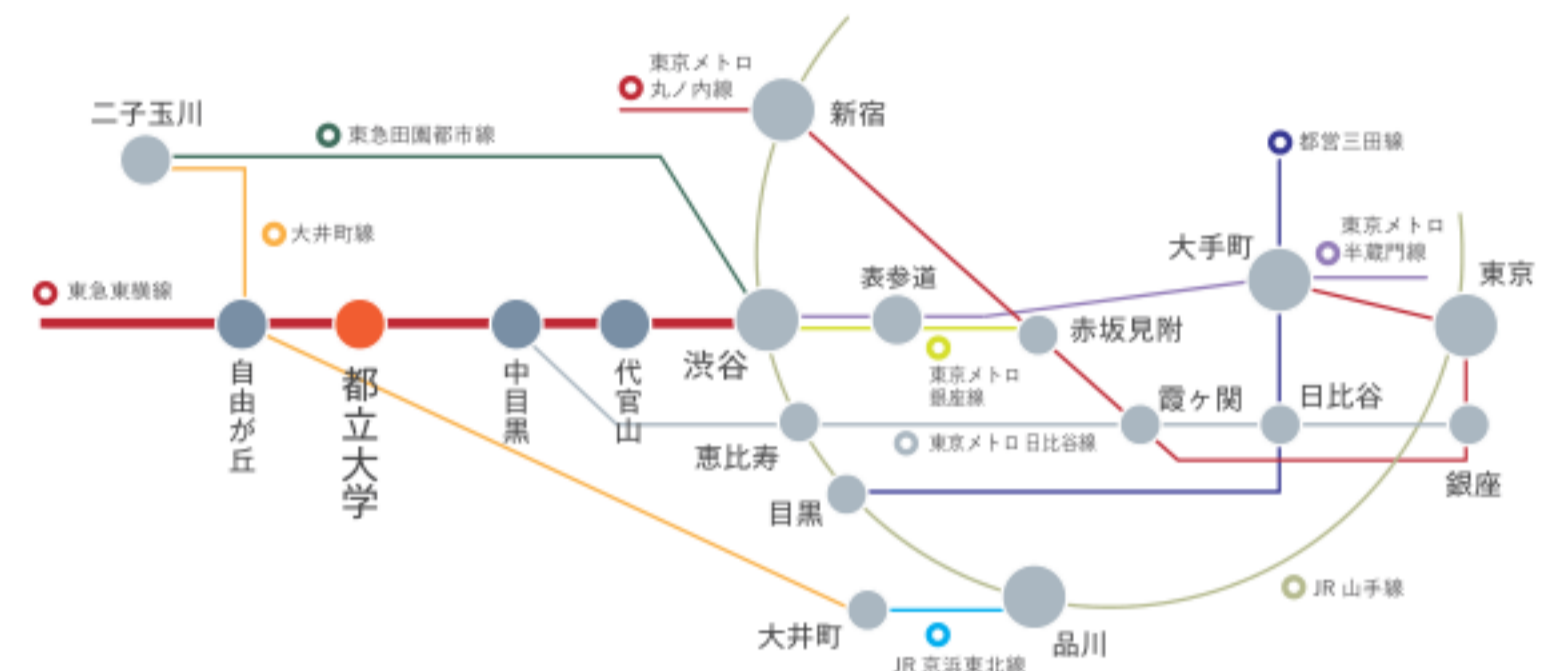 東京メトロ
丸ノ内線
新宿
二子玉川
東急田園都市線
都営三田線
大井町線
東京メトロ
半蔵門線
大手町
東京
東急東横線
表参道
赤坂見附
渋谷
東京メトロ
銀座線
自由が丘
都立大学
中目黒
代官山
霞ヶ関
日比谷
東京メトロ 日比谷線
恵比寿
銀座
目黒
JR 山手線
大井町
品川
JR 京浜東北線